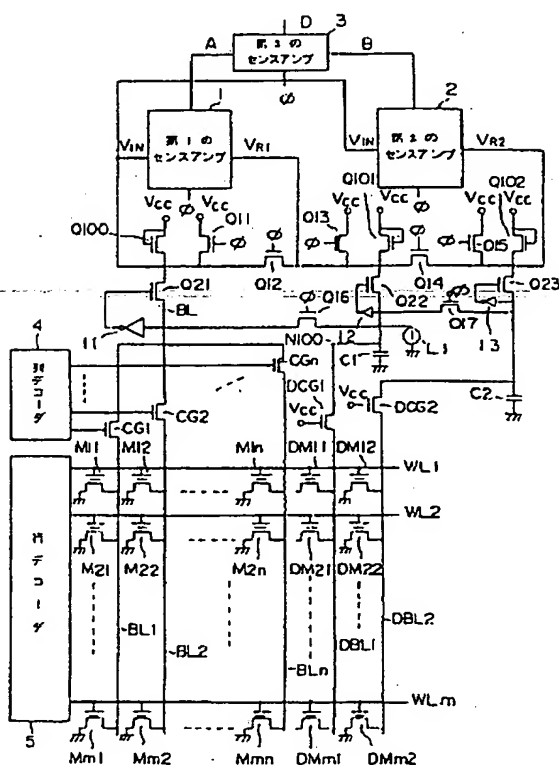 D
3
A
第3の
センスアンプ
B
φ
1
2
VIN
第1の
センスアンプ
VR1
VIN
第2の
センスアンプ
VR2
φ
φ
Q100
VCC
VCC
Q11
φ
φ
Q12
Q13
φ
VCC
Q101
VCC
φ
Q14
VCC
Q102
VCC
φ
Q15
Q21
BL
Q16
φ
Q22
Q17
φ
Q23
11
12
13
N100
C1
L1
4
列デコーダ
CGn
CG2
CG1
DCG1
VCC
VCC
DCG2
C2
M11
M12
M1n
DM11
DM12
WL1
WL2
行デコーダ
M21
M22
M2n
DM21
DM22
BL1
BL2
BLn
DBL1
DBL2
WLm
5
Mm1
Mm2
Mmn
DMm1
DMm2